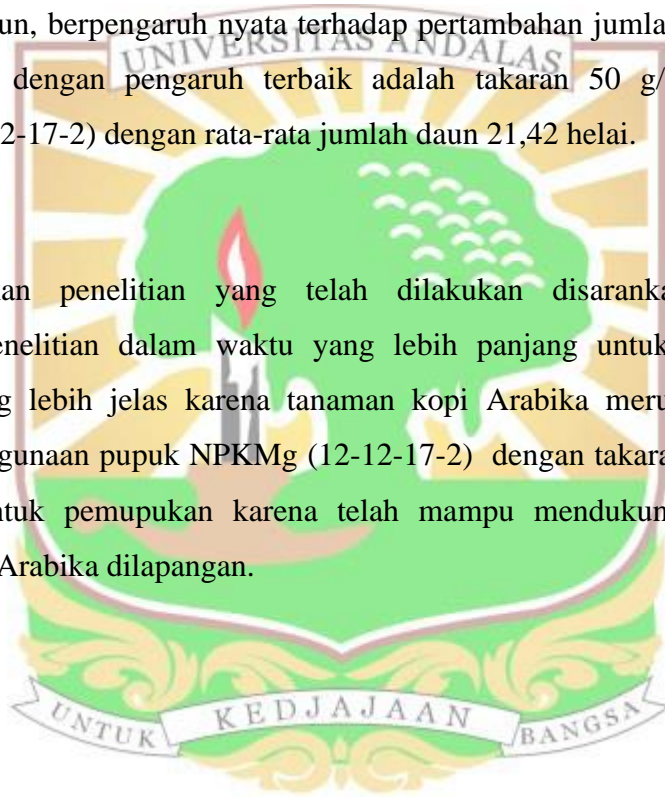 un, berpengaruh nyata terhadap pertambahan jumla
UNIVERSITAS ANDALAS
dengan pengaruh terbaik adalah takaran 50 g/
2-17-2) dengan rata-rata jumlah daun 21,42 helai.
an penelitian yang telah dilakukan disaranka
enelitian dalam waktu yang lebih panjang untuk
g lebih jelas karena tanaman kopi Arabika meru
gunaan pupuk NPKMg (12-12-17-2) dengan takara
ntuk pemupukan karena telah mampu mendukun
Arabika dilapangan.
UNTUK KEDJAJAAN BANGSA